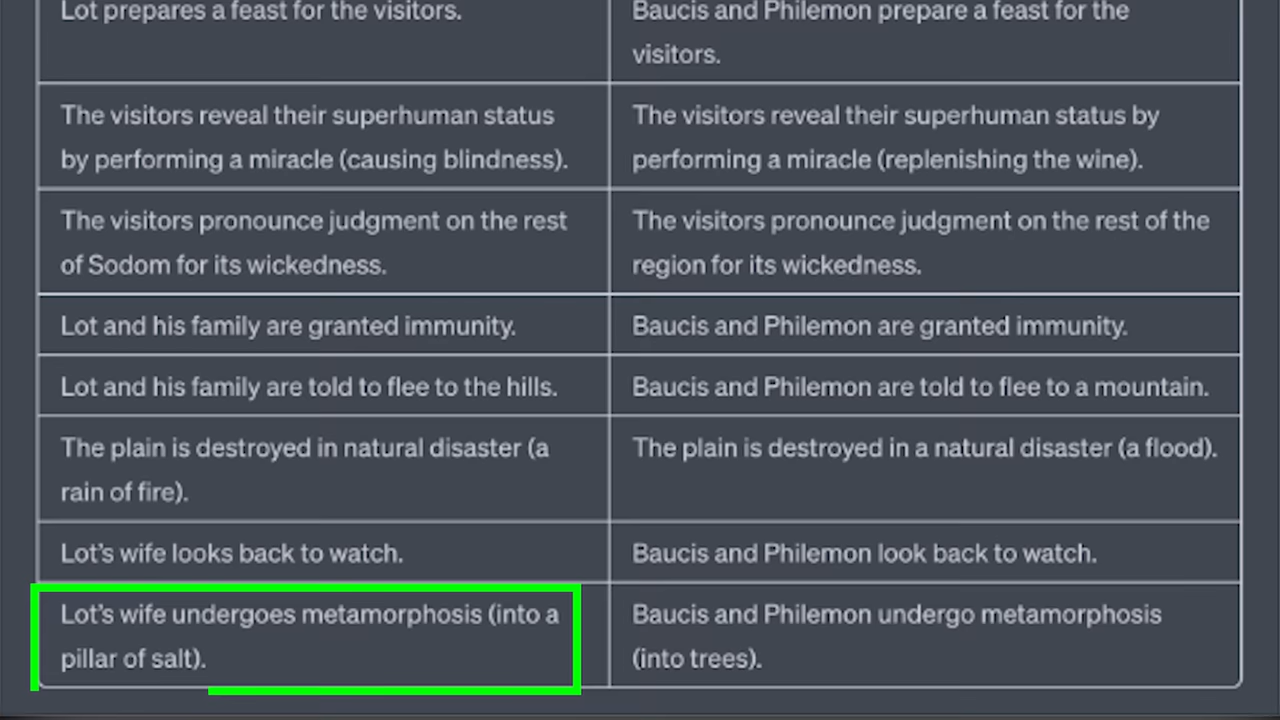 Lot prepares a feast for the visitors.
Baucis and Philemon prepare a feast for the
visitors.
The visitors reveal their superhuman status
by performing a miracle (causing blindness).
The visitors reveal their superhuman status by
performing a miracle (replenishing the wine).
The visitors pronounce judgment on the rest
of Sodom for its wickedness.
The visitors pronounce judgment on the rest of the
region for its wickedness.
Lot and his family are granted immunity.
Baucis and Philemon are granted immunity.
Lot and his family are told to flee to the hills.
Baucis and Philemon are told to flee to a mountain.
The plain is destroyed in natural disaster (a
rain of fire).
The plain is destroyed in a natural disaster (a flood).
Lot’s wife looks back to watch.
Baucis and Philemon look back to watch.
Lot’s wife undergoes metamorphosis (into a
pillar of salt).
Baucis and Philemon undergo metamorphosis
(into trees).